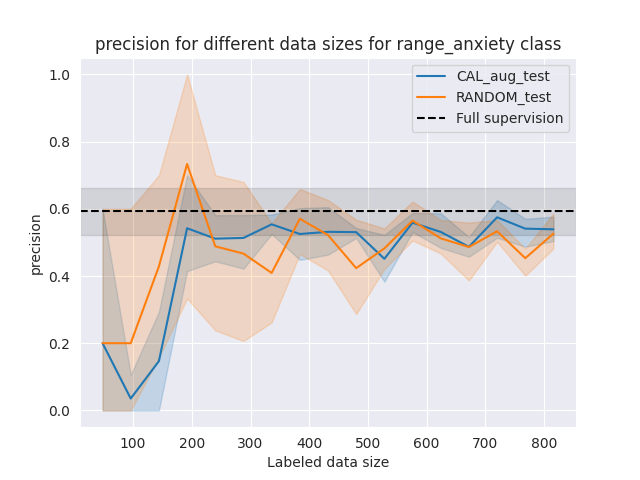 precision for different data sizes for range_anxiety class
CAL_aug_test
RANDOM_test
Full supervision
precision
1.0
0.8
0.6
0.4
0.2
0.0
100 200 300 400 500 600 700 800
Labeled data size